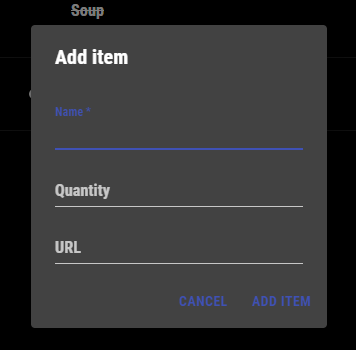 Soup
Add item
Name *
Quantity
URL
CANCEL ADD ITEM